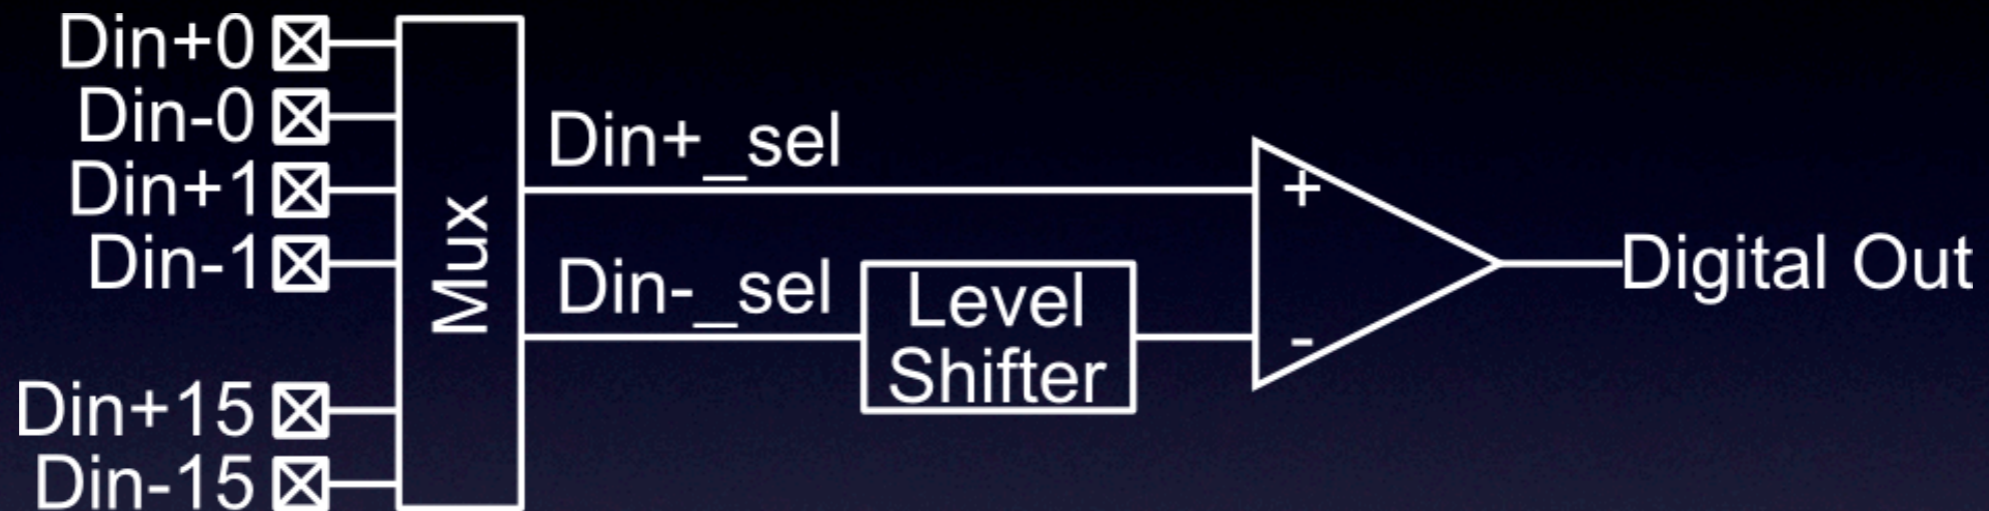 Din+0
Din-0
Din+1
Din-1
Din+15
Din-15
Mux
Din+_sel
Din-_sel
Level
Shifter
+
-
Digital Out